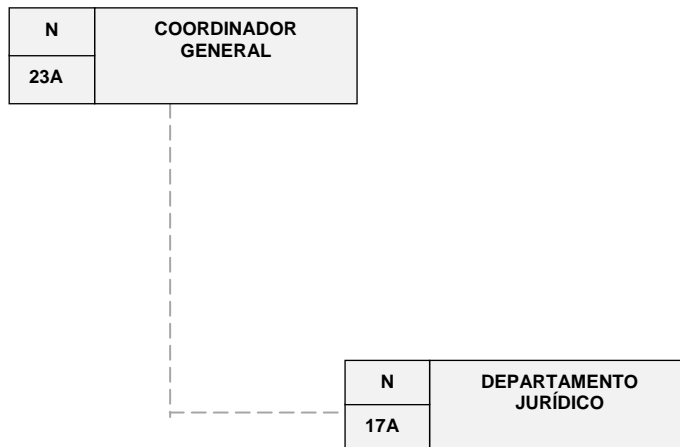 N
COORDINADOR
GENERAL
23A
N
DEPARTAMENTO
JURÍDICO
17A